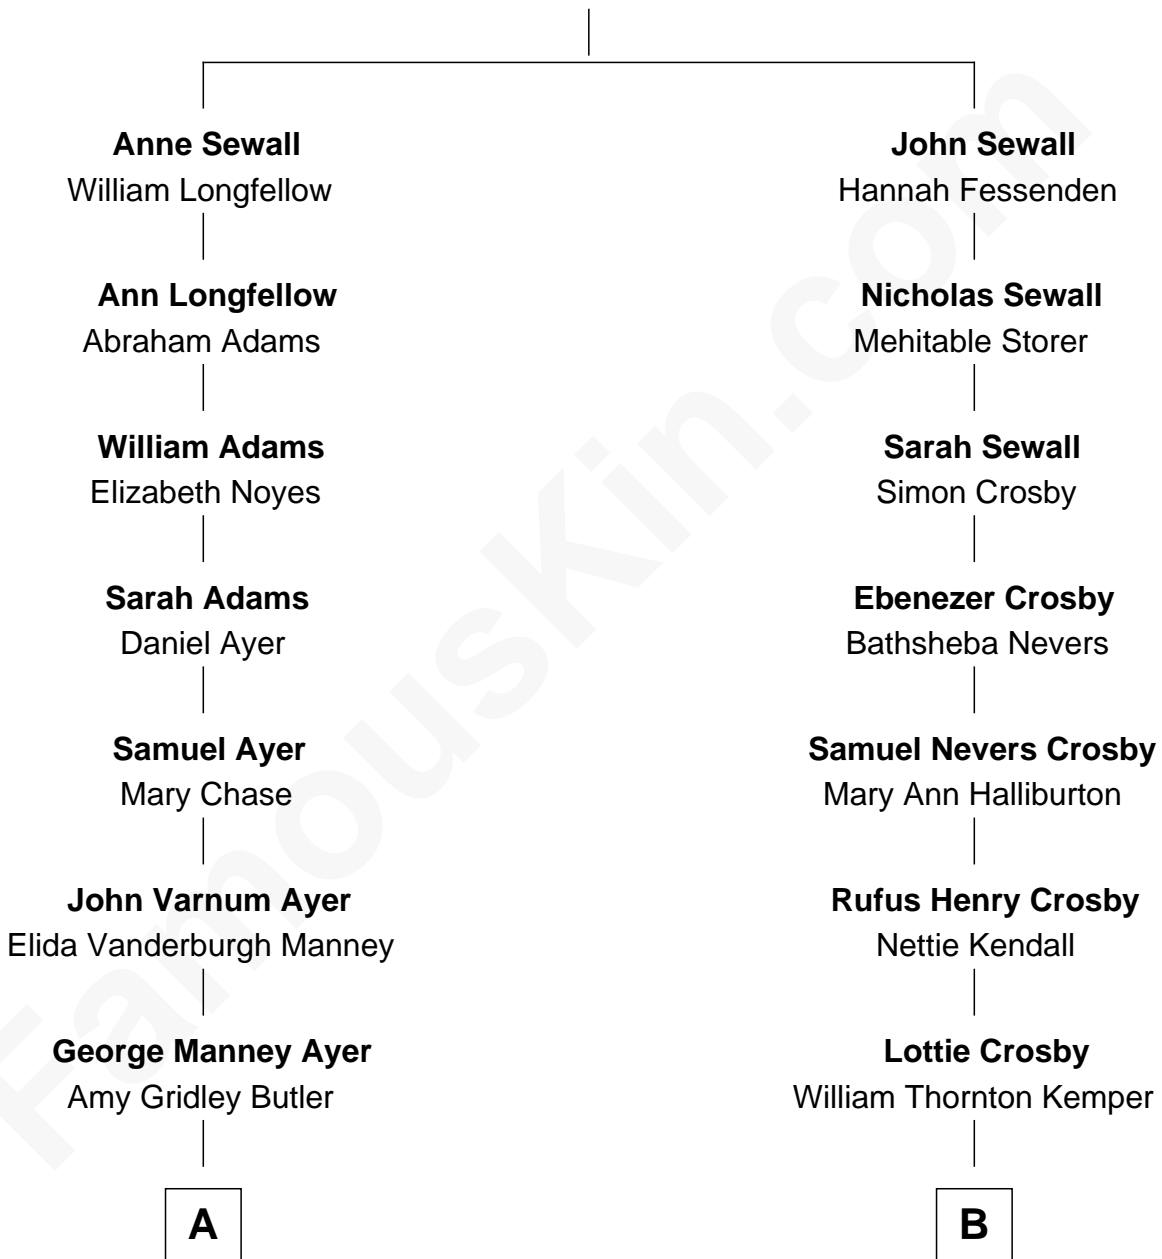 Anne Sewall
William Longfellow
John Sewall
Hannah Fessenden
Ann Longfellow
Abraham Adams
Nicholas Sewall
Mehitable Storer
William Adams
Elizabeth Noyes
Sarah Sewall
Simon Crosby
Sarah Adams
Daniel Ayer
Ebenezer Crosby
Bathsheba Nevers
Samuel Ayer
Mary Chase
Samuel Nevers Crosby
Mary Ann Halliburton
John Varnum Ayer
Elida Vanderburgh Manney
Rufus Henry Crosby
Nettie Kendall
George Manney Ayer
Amy Gridley Butler
Lottie Crosby
William Thornton Kemper
A
B
FamousKin.com